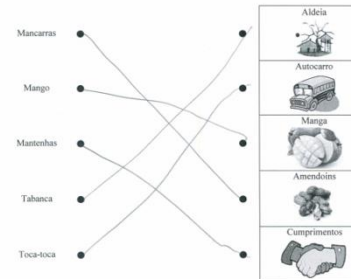 Mancarras
Mango
Mantenhas
Tabanca
Toca-toca
Aldeia
Autocarro
Manga
Amendoins
Cumprimentos